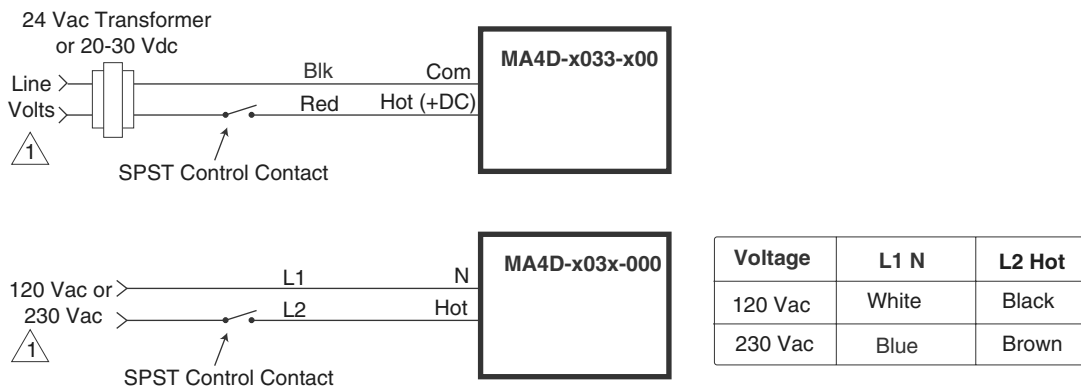 24 Vac Transformer
or 20-30 Vdc
Line
Volts
1
Blk
Red
Com
Hot (+DC)
MA4D-x033-x00
SPST Control Contact
120 Vac or
230 Vac
1
L1
L2
N
Hot
MA4D-x03x-000
SPST Control Contact
Voltage L1 N L2 Hot
120 Vac White Black
230 Vac Blue Brown